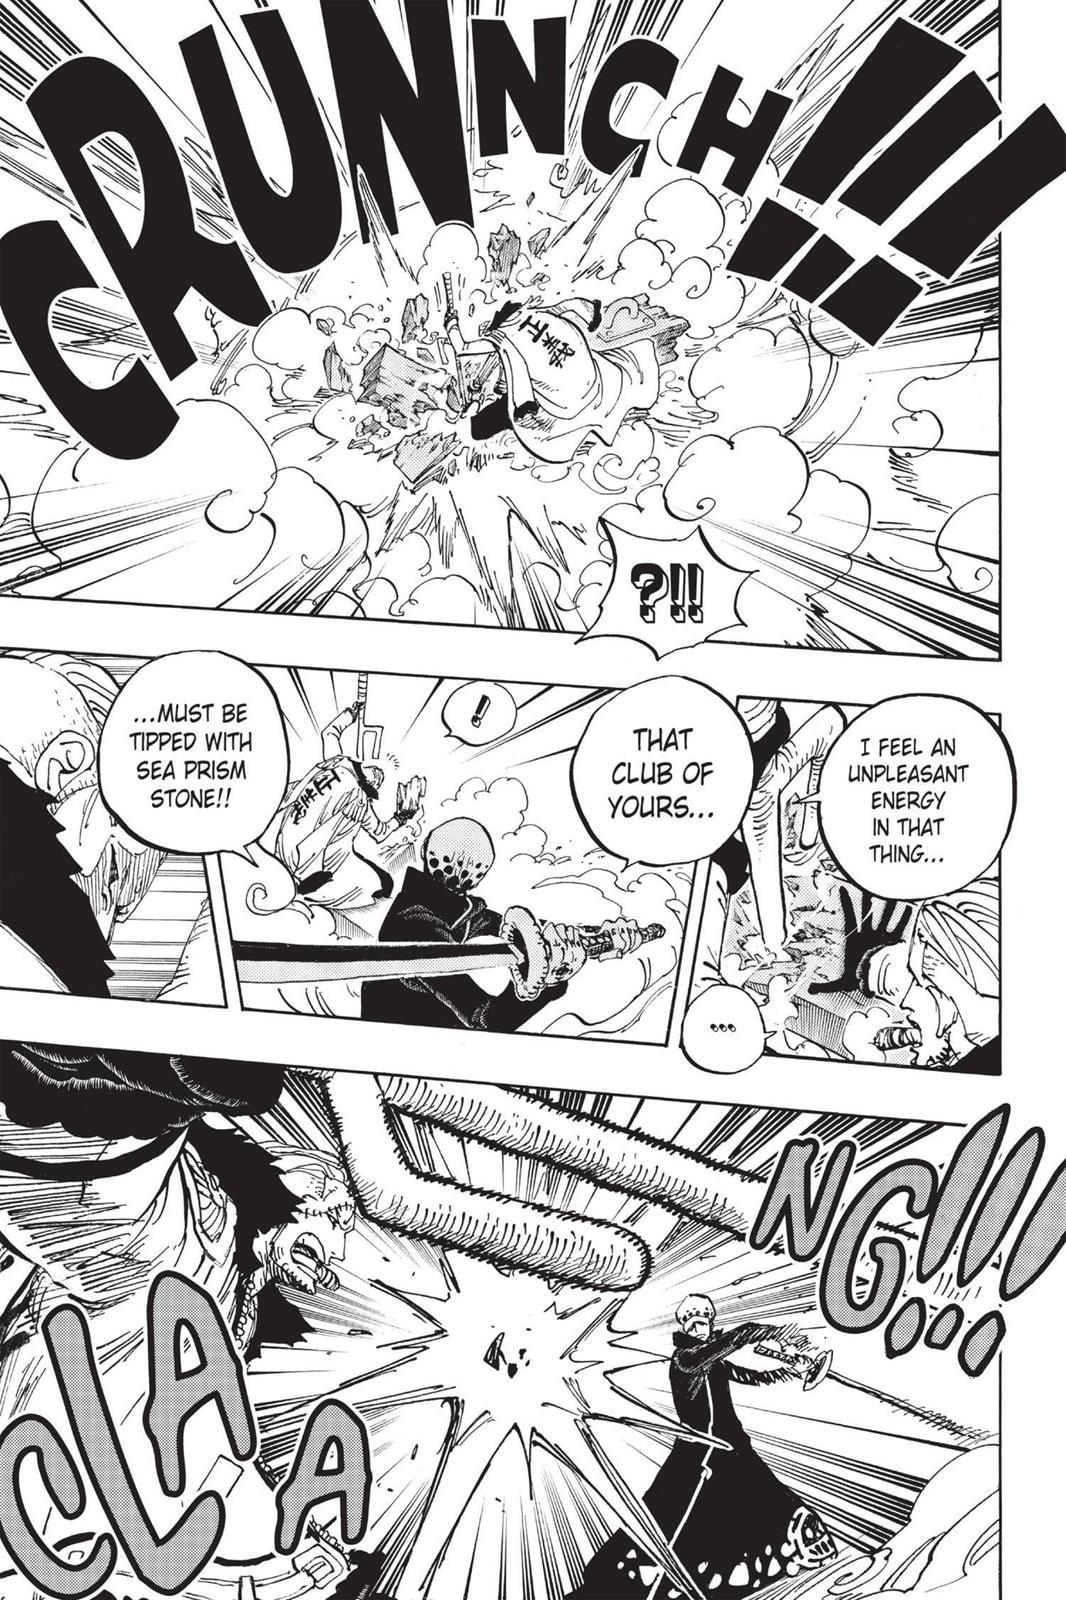 CRUNNCH!!!!!
?!!
I FEEL AN
UNPLEASANT
ENERGY
IN THAT
THING...
...
THAT
CLUB OF
YOURS...
!!
...MUST BE
TIPPED WITH
SEA PRISM
STONE!!
CLAA
NG!!!...